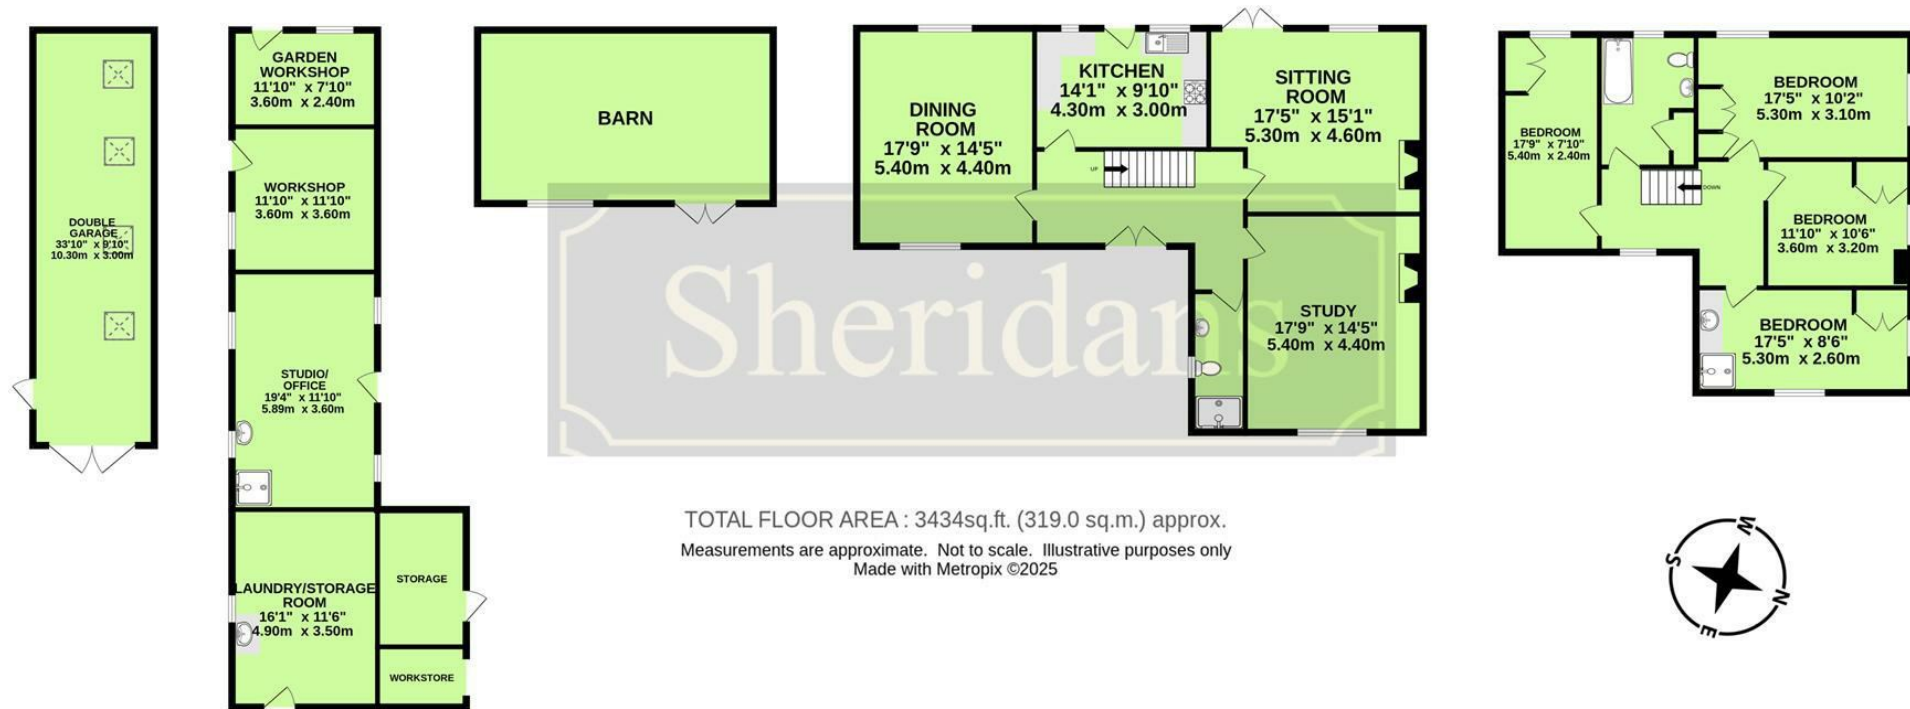 DOUBLE
GARAGE
33'10" x 9'10"
10.30m x 3.00m
GARDEN
WORKSHOP
11'10" x 7'10"
3.60m x 2.40m
WORKSHOP
11'10" x 11'10"
3.60m x 3.60m
STUDIO/
OFFICE
19'4" x 11'10"
5.89m x 3.60m
LAUNDRY/STORAGE
ROOM
16'1" x 11'6"
4.90m x 3.50m
STORAGE
WORKSTORE
BARN
DINING
ROOM
17'9" x 14'5"
5.40m x 4.40m
KITCHEN
14'1" x 9'10"
4.30m x 3.00m
UP
SITTING
ROOM
17'5" x 15'1"
5.30m x 4.60m
STUDY
17'9" x 14'5"
5.40m x 4.40m
Sheridans
BEDROOM
17'9" x 7'10"
5.40m x 2.40m
BEDROOM
17'5" x 10'2"
5.30m x 3.10m
DOWN
BEDROOM
11'10" x 10'6"
3.60m x 3.20m
BEDROOM
17'5" x 8'6"
5.30m x 2.60m
TOTAL FLOOR AREA : 3434sq.ft. (319.0 sq.m.) approx.
Measurements are approximate. Not to scale. Illustrative purposes only
Made with Metropix ©2025
W
S
N
E